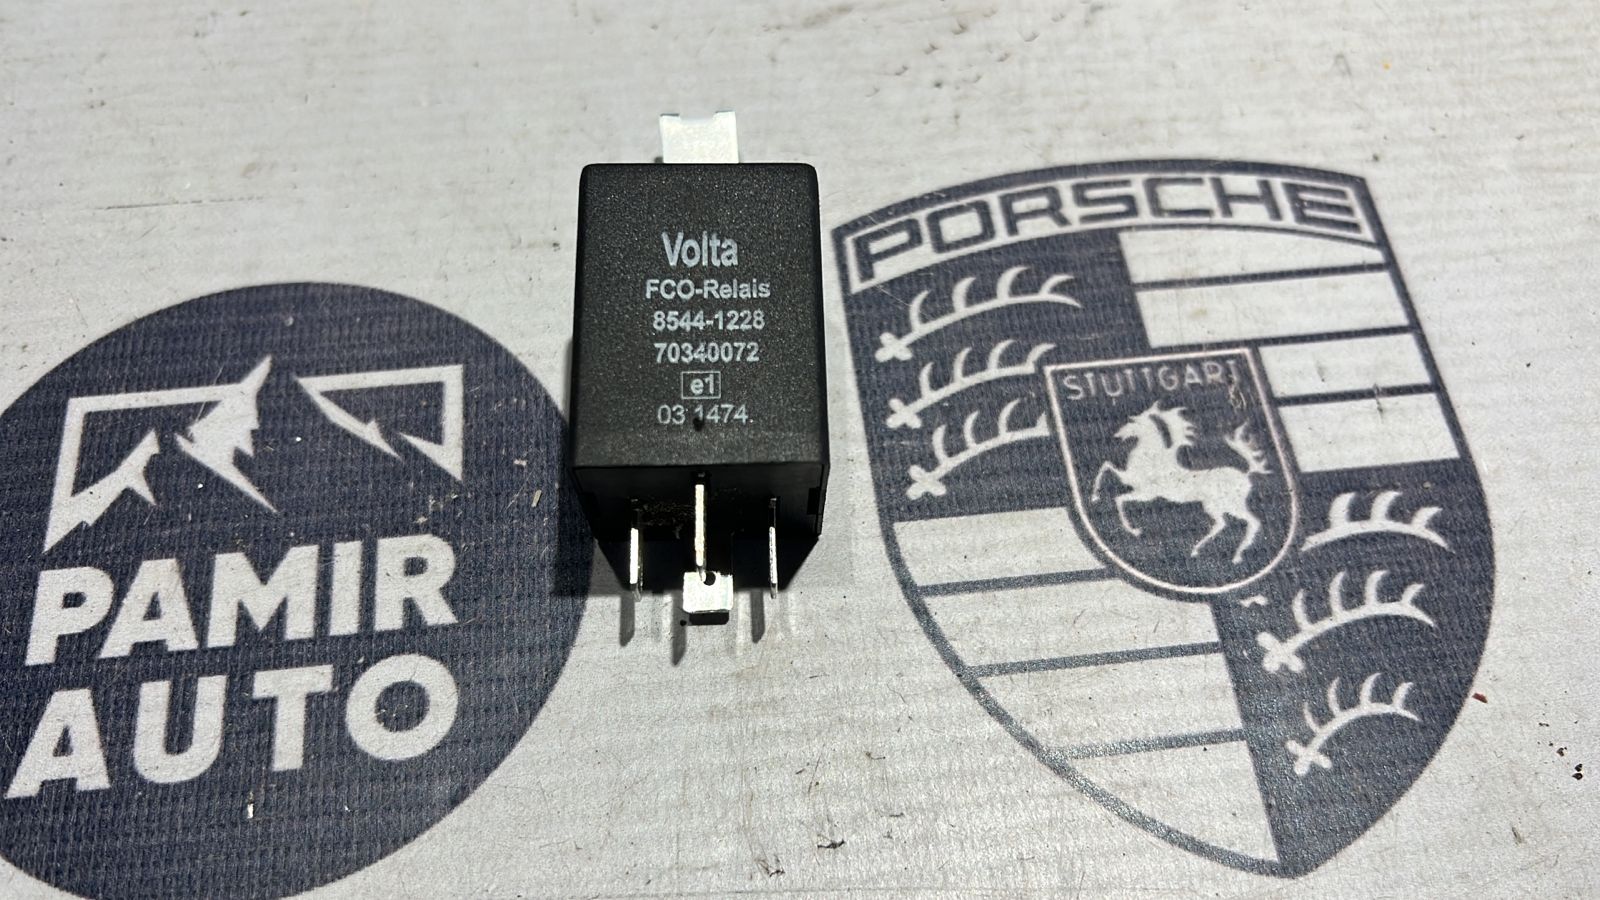 Volta
FCO-Relais
8544-1228
70340072
e1
03 1474.
PAMIR
AUTO
PORSCHE
STUTTGART